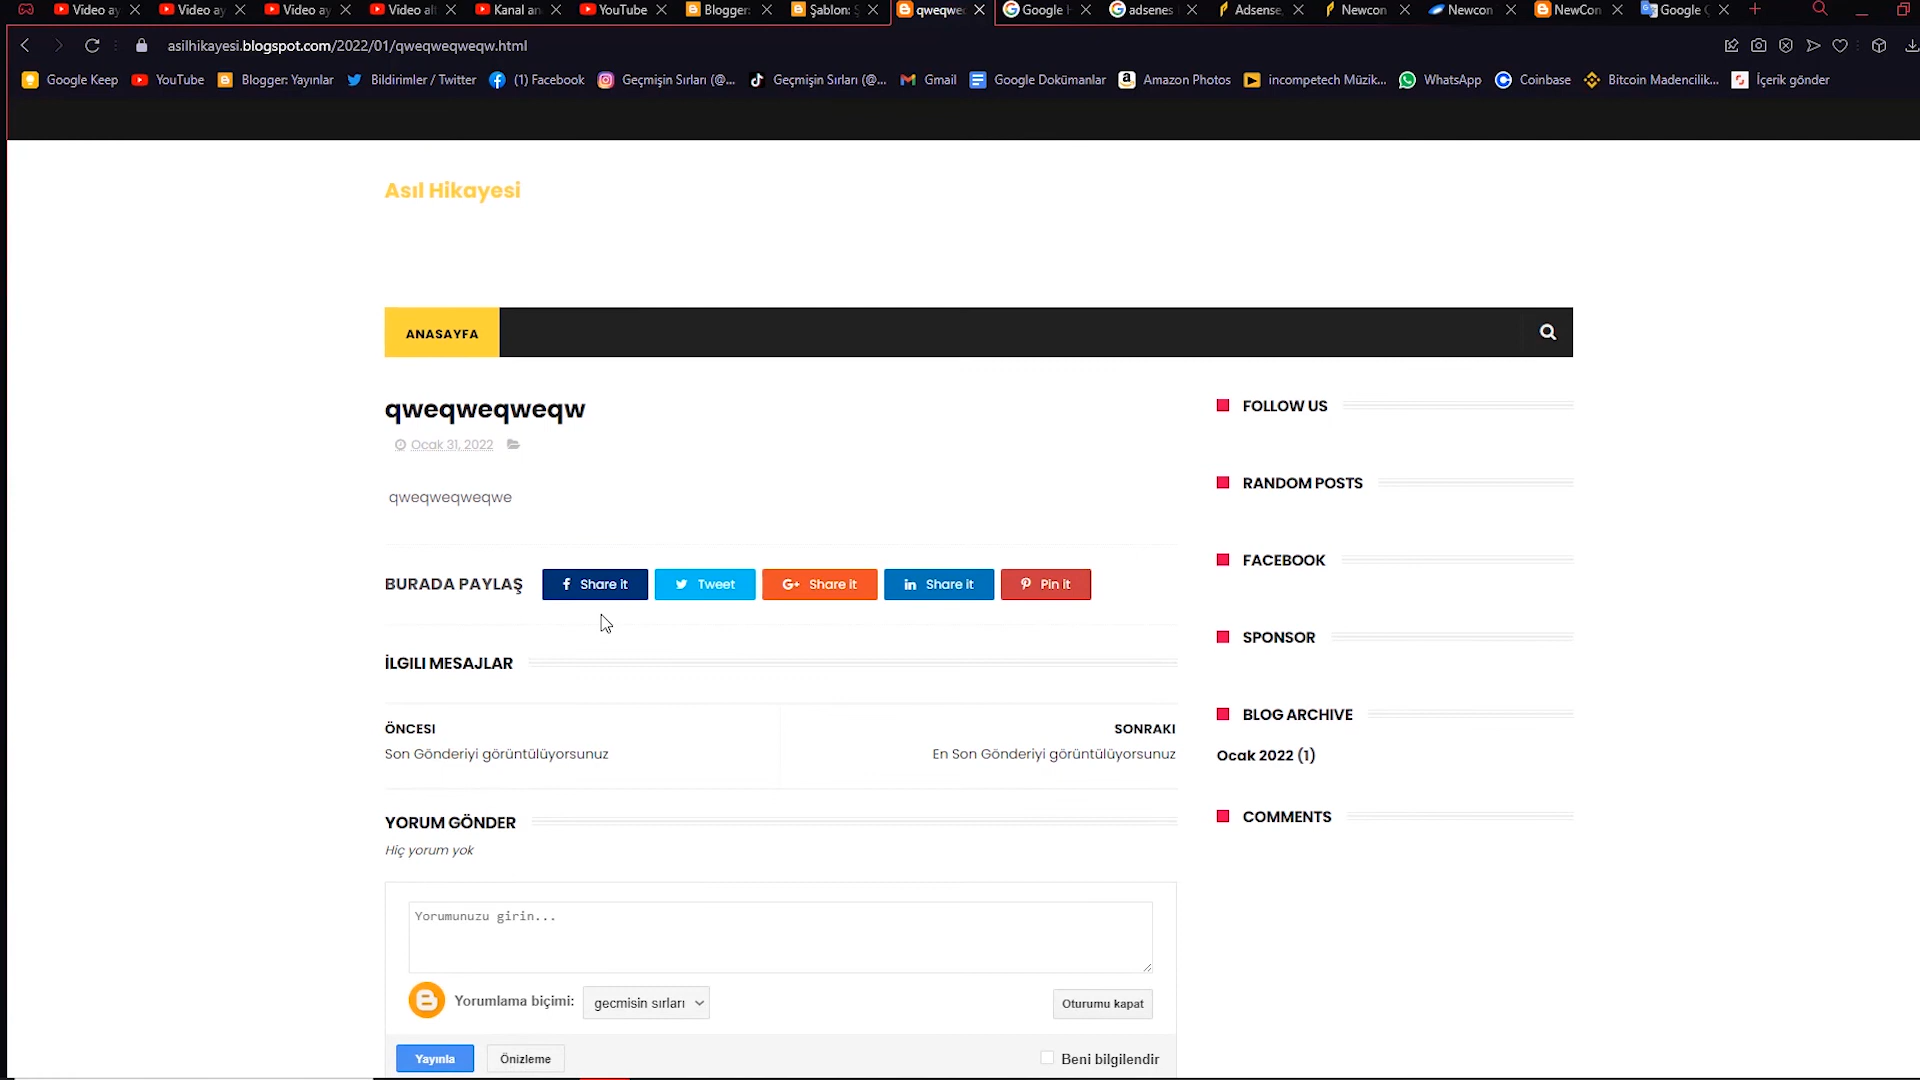 Video ay Video ay Video ay Video alt Kanal an YouTube Blogger: Şablon: S qweqwe Google H adsenes Adsense, Newcon Newcon NewCon Google Ç
asilhikayesi.blogspot.com/2022/01/qweqweqweqw.html
Google Keep YouTube Blogger: Yayınlar Bildirimler / Twitter (1) Facebook Geçmişin Sırları (@... Geçmişin Sırları (@... Gmail Google Dokümanlar Amazon Photos incompetech Müzik... WhatsApp Coinbase Bitcoin Madencilik... İçerik gönder
Asıl Hikayesi
ANASAYFA
qweqweqweqw
Ocak 31, 2022
qweqweqweqwe
BURADA PAYLAŞ Share it Tweet Share it Share it Pin it
İLGILI MESAJLAR
ÖNCESI
Son Gönderiyi görüntülüyorsunuz
SONRAKI
En Son Gönderiyi görüntülüyorsunuz
YORUM GÖNDER
Hiç yorum yok
Yorumunuzu girin...
Yorumlama biçimi: gecmisin sırları Oturumu kapat
Yayınla Önizleme Beni bilgilendir
FOLLOW US
RANDOM POSTS
FACEBOOK
SPONSOR
BLOG ARCHIVE
Ocak 2022 (1)
COMMENTS